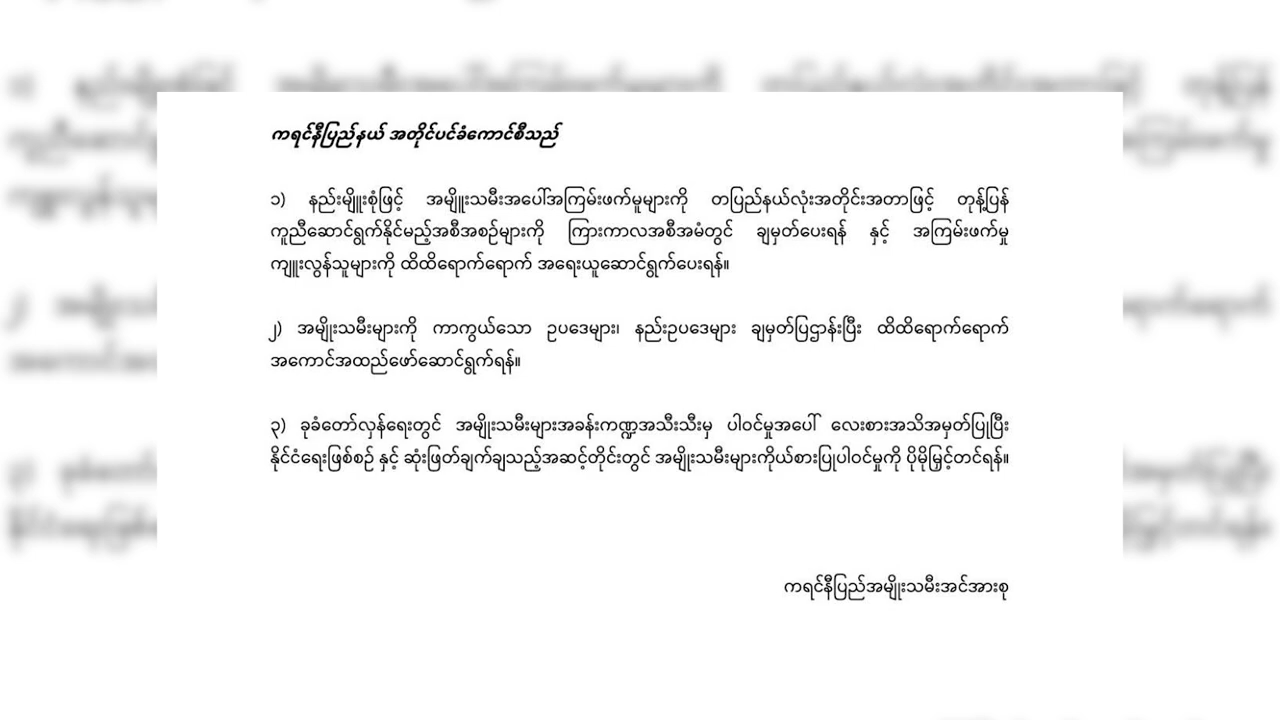 ကရင်နီပြည်နယ် အတိုင်ပင်ခံကောင်စီသည်
၁) နည်းမျိူးစုံဖြင့် အမျိူးသမီးအပေါ်အကြမ်းဖက်မူများကို တပြည်နယ်လုံးအတိုင်းအတာဖြင့် တုန့်ပြန်
ကူညီဆောင်ရွက်နိုင်မည့်အစီအစဉ်များကို ကြားကာလအစီအမံတွင် ချမှတ်ပေးရန် နှင့် အကြမ်းဖက်မှု
ကျူးလွန်သူများကို ထိထိရောက်ရောက် အရေးယူဆောင်ရွက်ပေးရန်။
၂) အမျိုးသမီးများကို ကာကွယ်သော ဥပဒေများ၊ နည်းဥပဒေများ ချမှတ်ပြဌာန်းပြီး ထိထိရောက်ရောက်
အကောင်အထည်ဖော်ဆောင်ရွက်ရန်။
၃) ခုခံတော်လှန်ရေးတွင် အမျိုးသမီးများအခန်းကဏ္ဍအသီးသီးမှ ပါဝင်မှုအပေါ် လေးစားအသိအမှတ်ပြုပြီး
နိုင်ငံရေးဖြစ်စဉ် နှင့် ဆုံးဖြတ်ချက်ချသည့်အဆင့်တိုင်းတွင် အမျိုးသမီးများကိုယ်စားပြုပါဝင်မှုကို ပိုမိုမြှင့်တင်ရန်။
ကရင်နီပြည်အမျိုးသမီးအင်အားစု